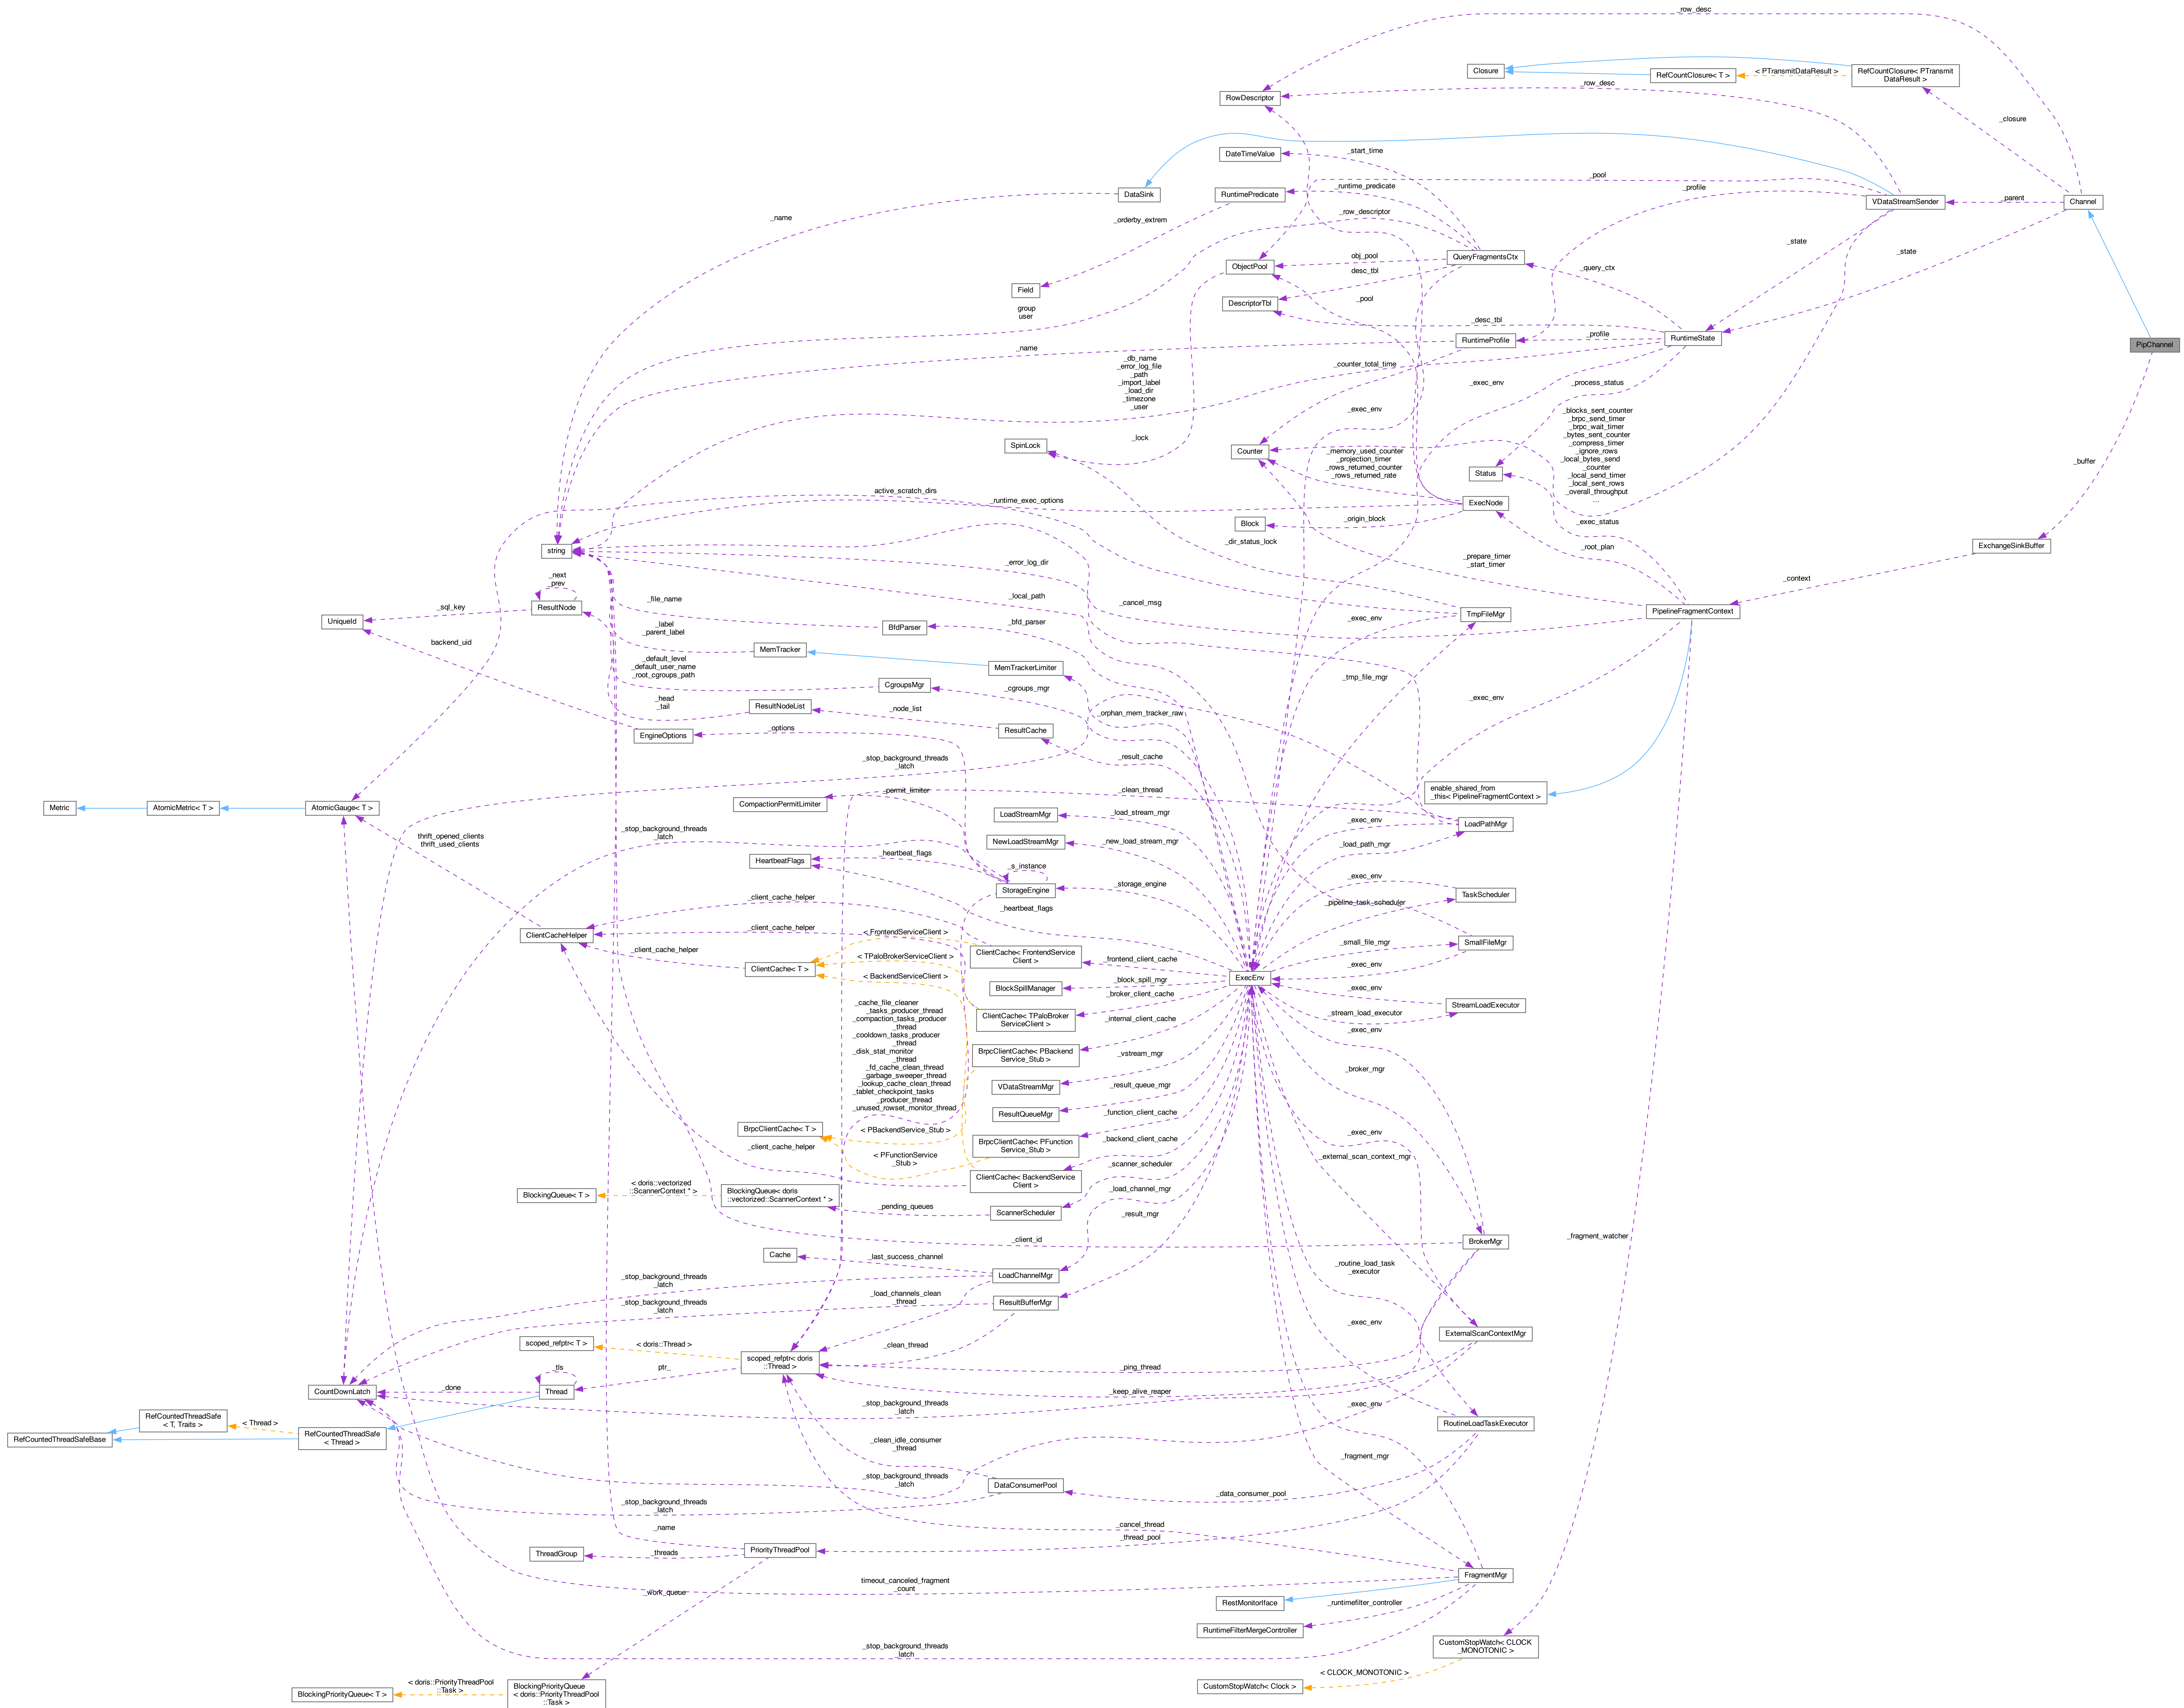 _row_desc
Closure
RefCountClosure< T >
< PTransmitDataResult >
RefCountClosure< PTransmit
DataResult >
_row_desc
RowDescriptor
_closure
DateTimeValue
_start_time
_pool
DataSink
RuntimePredicate
_runtime_predicate
_profile
VDataStreamSender
_parent
Channel
_name
_orderby_extrem
_row_descriptor
_state
_state
ObjectPool
obj_pool
QueryFragmentsCtx
desc_tbl
_query_ctx
Field
DescriptorTbl
_pool
group
user
_desc_tbl
_name
RuntimeProfile
_profile
RuntimeState
PipChannel
_db_name
_error_log_file
_path
_import_label
_load_dir
_timezone
_user
_counter_total_time
_exec_env
_process_status
_exec_env
SpinLock
_lock
Counter
_memory_used_counter
_projection_timer
_rows_returned_counter
_rows_returned_rate
Status
_blocks_sent_counter
_brpc_send_timer
_brpc_wait_timer
_bytes_sent_counter
_compress_timer
_ignore_rows
_local_bytes_send
_counter
_local_send_timer
_local_sent_rows
_overall_throughput
...
_buffer
active_scratch_dirs
_runtime_exec_options
ExecNode
Block
_origin_block
_exec_status
_dir_status_lock
_root_plan
string
ExchangeSinkBuffer
_error_log_dir
_prepare_timer
_start_timer
_context
_next
_prev
ResultNode
_sql_key
_file_name
_local_path
_cancel_msg
TmpFileMgr
PipelineFragmentContext
UniqueId
_label
_parent_label
BfdParser
_bfd_parser
_exec_env
backend_uid
MemTracker
MemTrackerLimiter
_default_level
_default_user_name
_root_cgroups_path
CgroupsMgr
_cgroups_mgr
_tmp_file_mgr
_head
_tail
ResultNodeList
_node_list
_orphan_mem_tracker_raw
_exec_env
EngineOptions
_options
ResultCache
_result_cache
_stop_background_threads
_latch
enable_shared_from
_this< PipelineFragmentContext >
Metric
AtomicMetric< T >
AtomicGauge< T >
CompactionPermitLimiter
_permit_limiter
_clean_thread
LoadStreamMgr
_load_stream_mgr
_exec_env
LoadPathMgr
thrift_opened_clients
thrift_used_clients
_stop_background_threads
_latch
NewLoadStreamMgr
_new_load_stream_mgr
_load_path_mgr
HeartbeatFlags
_heartbeat_flags
_s_instance
StorageEngine
_storage_engine
_exec_env
TaskScheduler
_client_cache_helper
_heartbeat_flags
_pipeline_task_scheduler
ClientCacheHelper
_client_cache_helper
< FrontendServiceClient >
ClientCache< FrontendService
Client >
_frontend_client_cache
_small_file_mgr
SmallFileMgr
_client_cache_helper
< TPaloBrokerServiceClient >
ClientCache< T >
< BackendServiceClient >
ExecEnv
_exec_env
BlockSpillManager
_block_spill_mgr
_broker_client_cache
_exec_env
StreamLoadExecutor
_cache_file_cleaner
_tasks_producer_thread
_compaction_tasks_producer
_thread
_cooldown_tasks_producer
_thread
_disk_stat_monitor
_thread
_fd_cache_clean_thread
_garbage_sweeper_thread
_lookup_cache_clean_thread
_tablet_checkpoint_tasks
_producer_thread
_unused_rowset_monitor_thread
ClientCache< TPaloBroker
ServiceClient >
_internal_client_cache
_stream_load_executor
_exec_env
BrpcClientCache< PBackend
Service_Stub >
_vstream_mgr
_broker_mgr
VDataStreamMgr
_result_queue_mgr
ResultQueueMgr
_function_client_cache
BrpcClientCache< T >
< PBackendService_Stub >
_client_cache_helper
BrpcClientCache< PFunction
Service_Stub >
_backend_client_cache
_exec_env
< PFunctionService
_Stub >
_scanner_scheduler
_external_scan_context_mgr
ClientCache< BackendService
Client >
_load_channel_mgr
BlockingQueue< T >
< doris::vectorized
::ScannerContext * >
BlockingQueue< doris
::vectorized::ScannerContext * >
_pending_queues
ScannerScheduler
_result_mgr
_client_id
BrokerMgr
_fragment_watcher
Cache
_last_success_channel
LoadChannelMgr
_routine_load_task
_executor
_stop_background_threads
_latch
_load_channels_clean
_thread
ResultBufferMgr
_stop_background_threads
_latch
_exec_env
ExternalScanContextMgr
scoped_refptr< T >
< doris::Thread >
scoped_refptr< doris
::Thread >
_clean_thread
_tls
ptr_
_ping_thread
CountDownLatch
_done
Thread
_keep_alive_reaper
_stop_background_threads
_latch
_exec_env
RefCountedThreadSafe
< T, Traits >
< Thread >
RefCountedThreadSafe
< Thread >
RefCountedThreadSafeBase
RoutineLoadTaskExecutor
_clean_idle_consumer
_thread
_fragment_mgr
_stop_background_threads
_latch
DataConsumerPool
_data_consumer_pool
_stop_background_threads
_latch
_name
_cancel_thread
_thread_pool
ThreadGroup
_threads
PriorityThreadPool
timeout_canceled_fragment
_count
_work_queue
FragmentMgr
RestMonitorIface
_runtimefilter_controller
RuntimeFilterMergeController
_stop_background_threads
_latch
CustomStopWatch< CLOCK
_MONOTONIC >
< CLOCK_MONOTONIC >
CustomStopWatch< Clock >
BlockingPriorityQueue< T >
< doris::PriorityThreadPool
::Task >
BlockingPriorityQueue
< doris::PriorityThreadPool
::Task >